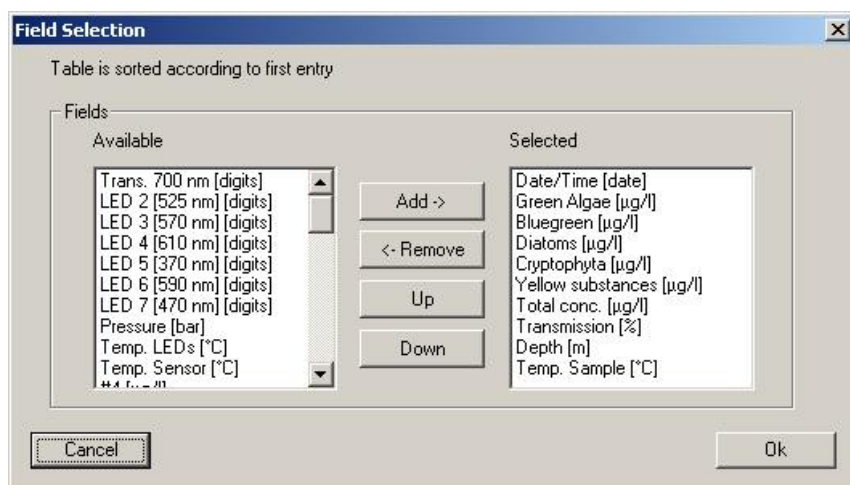 Field Selection
Table is sorted according to first entry
Fields
Available
Trans. 700 nm [digits]
LED 2 [525 nm] [digits]
LED 3 [570 nm] [digits]
LED 4 [610 nm] [digits]
LED 5 [370 nm] [digits]
LED 6 [590 nm] [digits]
LED 7 [470 nm] [digits]
Pressure [bar]
Temp. LEDs [°C]
Temp. Sensor [°C]
#4 [µg/l]
Add ->
<- Remove
Up
Down
Selected
Date/Time [date]
Green Algae [µg/l]
Bluegreen [µg/l]
Diatoms [µg/l]
Cryptophyta [µg/l]
Yellow substances [µg/l]
Total conc. [µg/l]
Transmission [%]
Depth [m]
Temp. Sample [°C]
Cancel
Ok